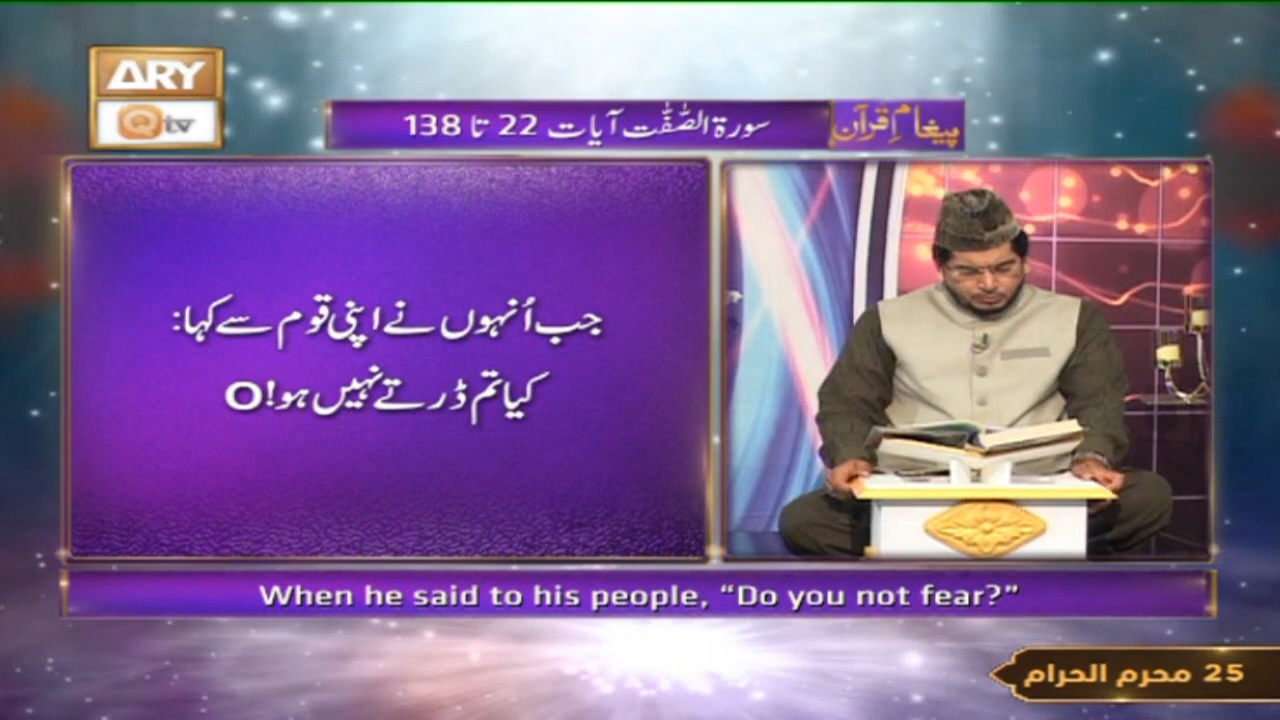 ARY
Qtv
پیغامِ قرآن
سورۃ الصّٰفّٰت آیات 22 تا 138
جب اُنہوں نے اپنی قوم سے کہا:
کیا تم ڈرتے نہیں ہو!O
When he said to his people, “Do you not fear?”
25 محرم الحرام